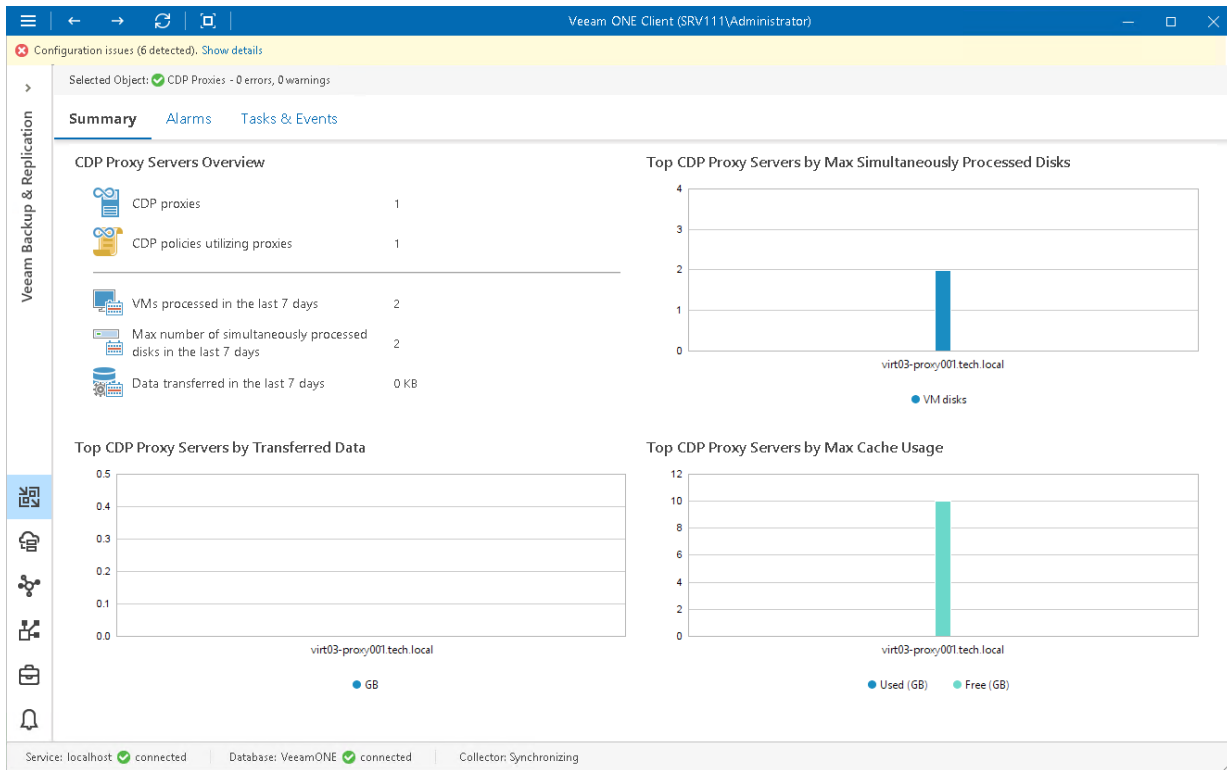 Veeam ONE Client (SRV111\Administrator)
Configuration issues (6 detected). Show details
Selected Object: CDP Proxies - 0 errors, 0 warnings
Veeam Backup & Replication
Summary Alarms Tasks & Events
CDP Proxy Servers Overview
CDP proxies 1
CDP policies utilizing proxies 1
VMs processed in the last 7 days 2
Max number of simultaneously processed
disks in the last 7 days 2
Data transferred in the last 7 days 0 KB
Top CDP Proxy Servers by Max Simultaneously Processed Disks
4
3
2
1
0
virt03-proxy001.tech.local
VM disks
Top CDP Proxy Servers by Transferred Data
0.5
0.4
0.3
0.2
0.1
0.0
virt03-proxy001.tech.local
GB
Top CDP Proxy Servers by Max Cache Usage
12
10
8
6
4
2
0
virt03-proxy001.tech.local
Used (GB) Free (GB)
Service: localhost connected Database: VeeamONE connected Collector: Synchronizing